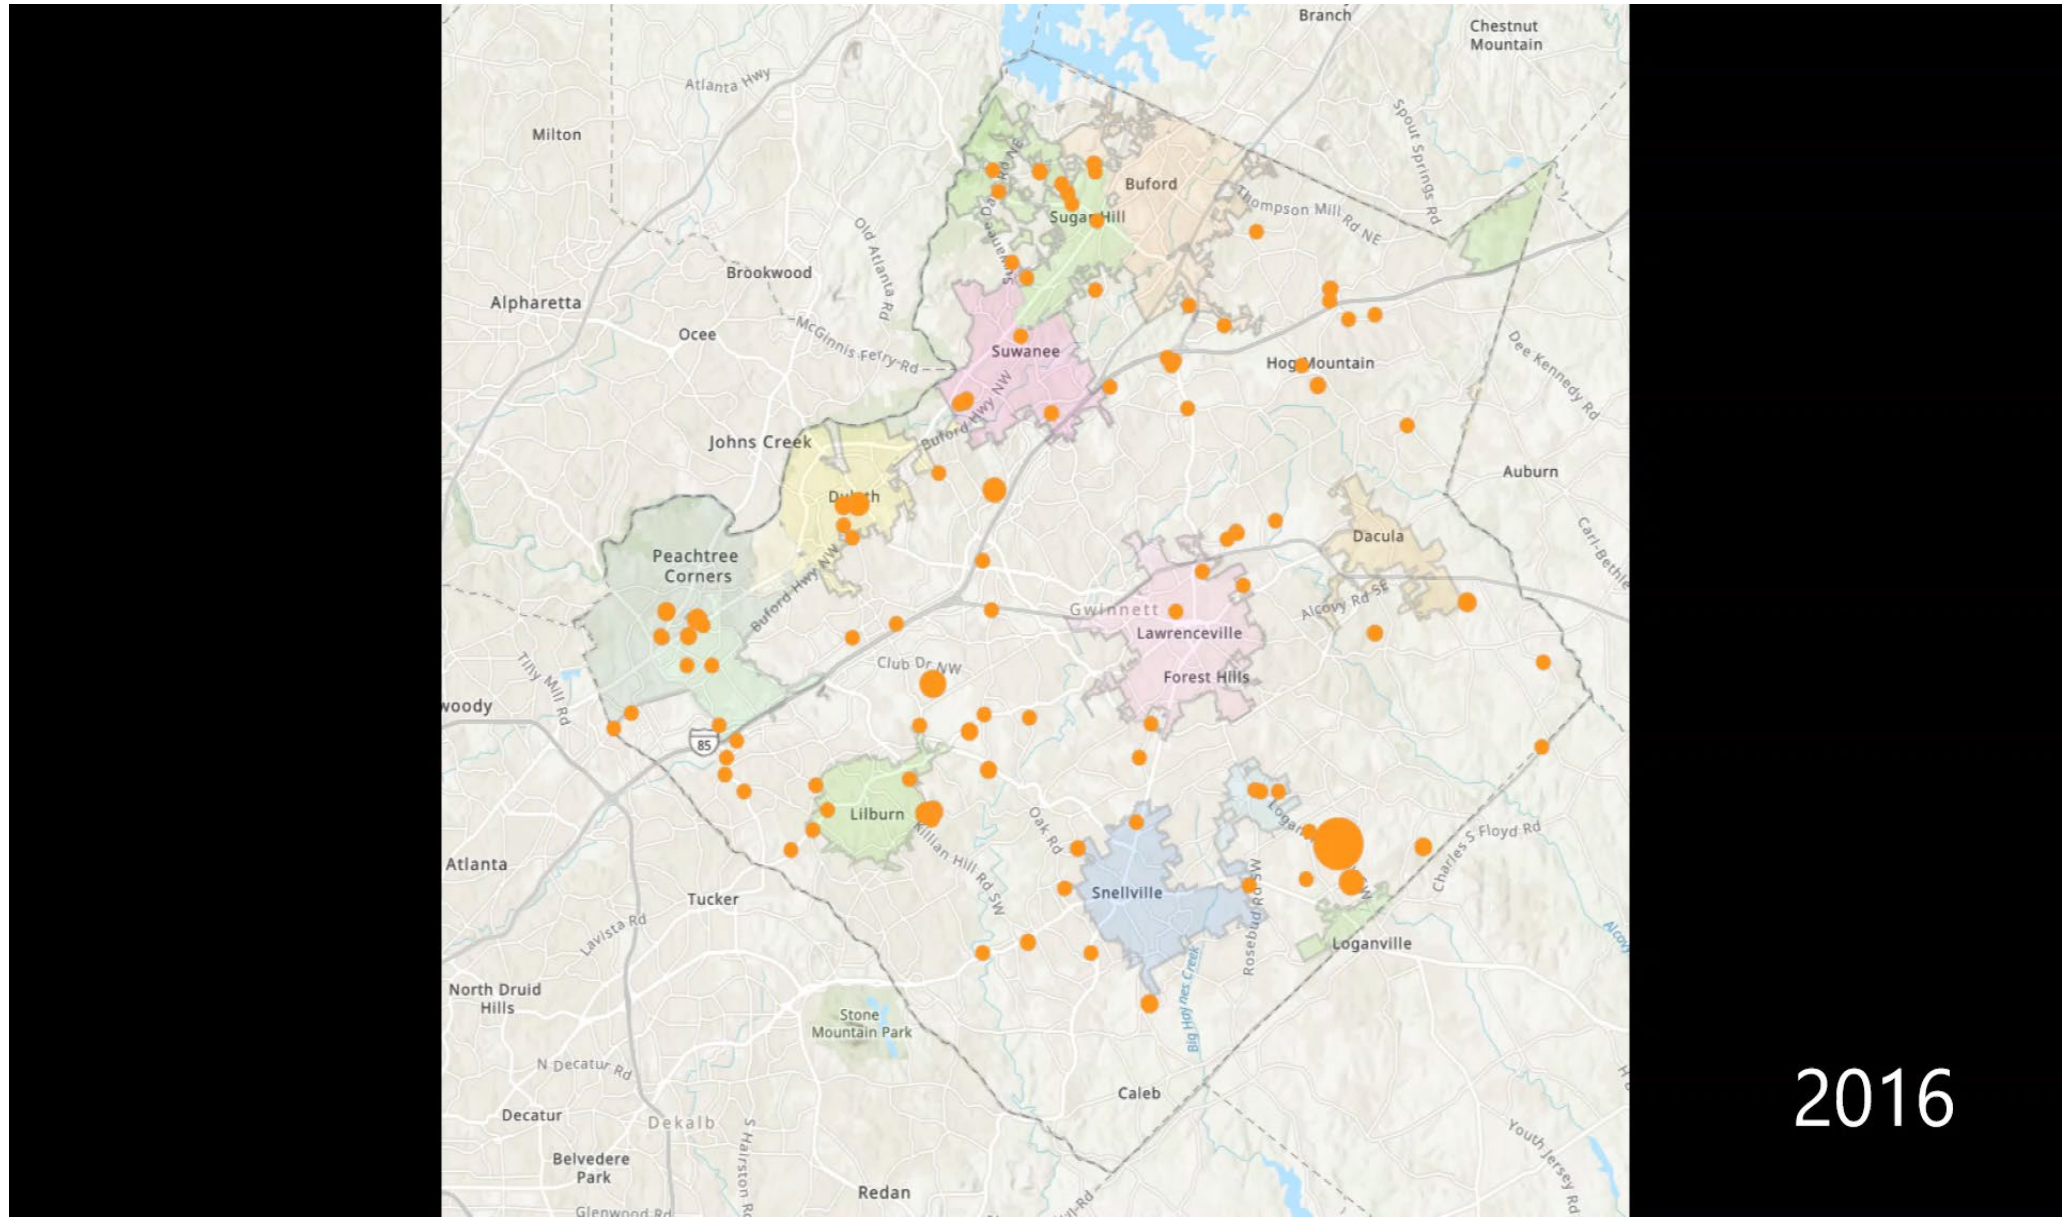 Branch
Chestnut
Mountain
Atlanta Hwy
Milton
Spout Springs Rd
Buford
Thompson Mill Rd NE
Sugar Hill
Old Atlanta Rd
Brookwood
Alpharetta
Ocee
McGinnis Ferry Rd
Suwanee
Hog Mountain
Dee Kennedy Rd
Buford Hwy NW
Johns Creek
Auburn
Duluth
Dacula
Peachtree
Corners
Buford Hwy NW
Gwinnett
Alcovy Rd SE
Lawrenceville
Club Dr NW
Forest Hills
Tilly Mill Rd
woody
85
Lilburn
Oak Rd
Killian Hill Rd SW
Charles S Floyd Rd
Atlanta
Tucker
Snellville
Rosebud Rd SW
Lavista Rd
Loganville
North Druid
Hills
Big Haynes Creek
Stone
Mountain Park
N Decatur Rd
Caleb
2016
Decatur
Dekalb
S Hairston Rd
Youth Jersey Rd
Belvedere
Park
Redan
Glenwood Rd